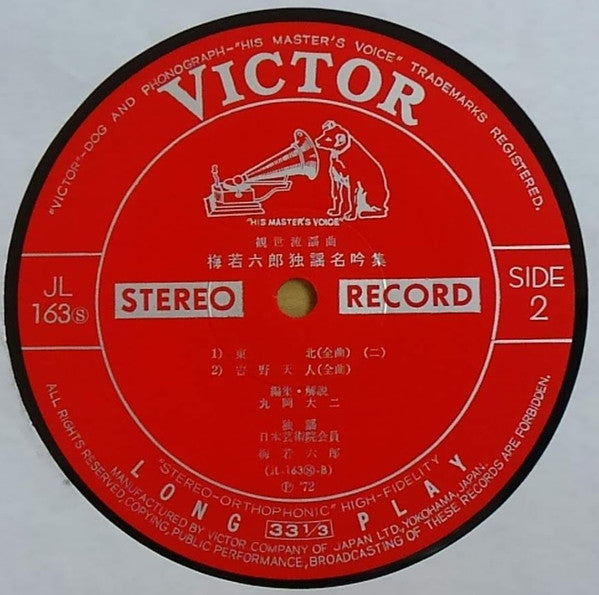 "VICTOR"-DOG AND PHONOGRAPH-"HIS MASTER'S VOICE" TRADEMARKS REGISTERED.
VICTOR
"HIS MASTER'S VOICE"
観世流謡曲
梅若六郎独謡名吟集
JL
163Ⓢ
STEREO RECORD
SIDE
2
1) 東 北(全曲) (二)
2) 吉野天人(全曲)
編集・解説
丸岡大二
独謡
日本芸術院会員
梅若六郎
(JL-163Ⓢ-B)
Ⓟ '72
"STEREO-ORTHOPHONIC" HIGH-FIDELITY
LONG 33 1/3 PLAY
ALL RIGHTS RESERVED,COPYING, PUBLIC PERFORMANCE, BROADCASTING OF THESE RECORDS ARE FORBIDDEN.
MANUFACTURED BY VICTOR COMPANY OF JAPAN LTD.,YOKOHAMA,JAPAN.